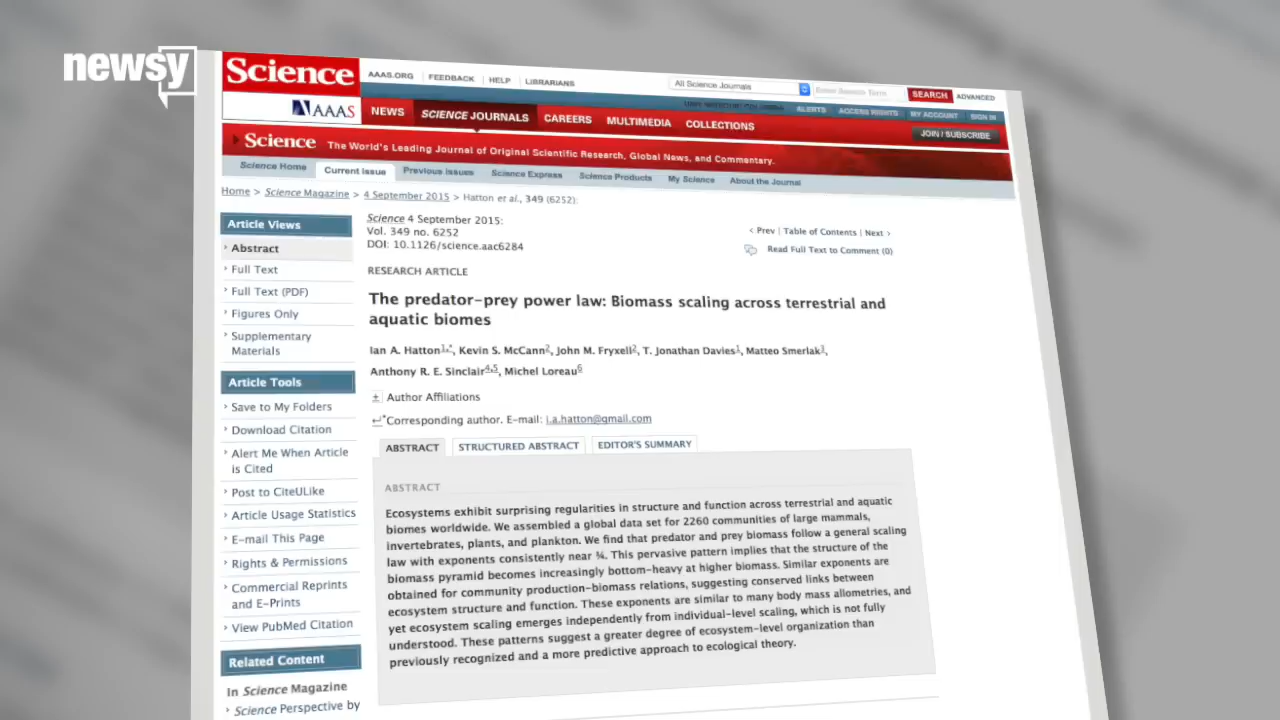 newsy
Science
AAAS
AAAS.ORG FEEDBACK HELP LIBRARIANS
All Science Journals
Enter Search Term
SEARCH ADVANCED
ALERTS ACCESS RIGHTS MY ACCOUNT SIGN IN
NEWS SCIENCE JOURNALS CAREERS MULTIMEDIA COLLECTIONS
JOIN / SUBSCRIBE
Science The World's Leading Journal of Original Scientific Research, Global News, and Commentary.
Science Home Current Issue Previous Issues Science Express Science Products My Science About the Journal
Home > Science Magazine > 4 September 2015 > Hatton et al., 349 (6252):
Article Views
Abstract
Full Text
Full Text (PDF)
Figures Only
Supplementary
Materials
Article Tools
Save to My Folders
Download Citation
Alert Me When Article
is Cited
Post to CiteULike
Article Usage Statistics
E-mail This Page
Rights & Permissions
Commercial Reprints
and E-Prints
View PubMed Citation
Related Content
In Science Magazine
Science Perspective by
Science 4 September 2015:
Vol. 349 no. 6252
DOI: 10.1126/science.aac6284
< Prev | Table of Contents | Next >
Read Full Text to Comment (0)
RESEARCH ARTICLE
The predator–prey power law: Biomass scaling across terrestrial and
aquatic biomes
Ian A. Hatton1,*, Kevin S. McCann2, John M. Fryxell2, T. Jonathan Davies1, Matteo Smerlak3,
Anthony R. E. Sinclair4,5, Michel Loreau6
± Author Affiliations
↵*Corresponding author. E-mail: i.a.hatton@gmail.com
ABSTRACT STRUCTURED ABSTRACT EDITOR'S SUMMARY
ABSTRACT
Ecosystems exhibit surprising regularities in structure and function across terrestrial and aquatic
biomes worldwide. We assembled a global data set for 2260 communities of large mammals,
invertebrates, plants, and plankton. We find that predator and prey biomass follow a general scaling
law with exponents consistently near ¾. This pervasive pattern implies that the structure of the
biomass pyramid becomes increasingly bottom-heavy at higher biomass. Similar exponents are
obtained for community production-biomass relations, suggesting conserved links between
ecosystem structure and function. These exponents are similar to many body mass allometries, and
yet ecosystem scaling emerges independently from individual-level scaling, which is not fully
understood. These patterns suggest a greater degree of ecosystem-level organization than
previously recognized and a more predictive approach to ecological theory.